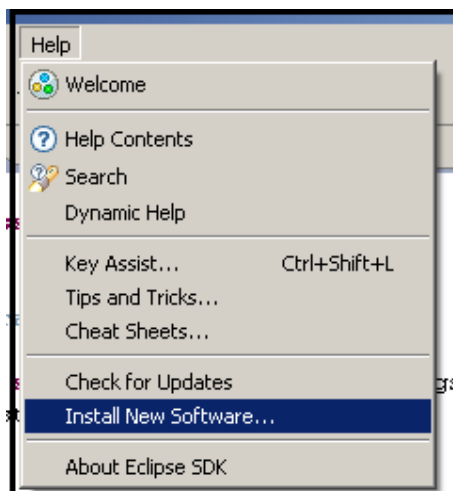 Help
Welcome
Help Contents
Search
Dynamic Help
Key Assist... Ctrl+Shift+L
Tips and Tricks...
Cheat Sheets...
Check for Updates
Install New Software...
About Eclipse SDK